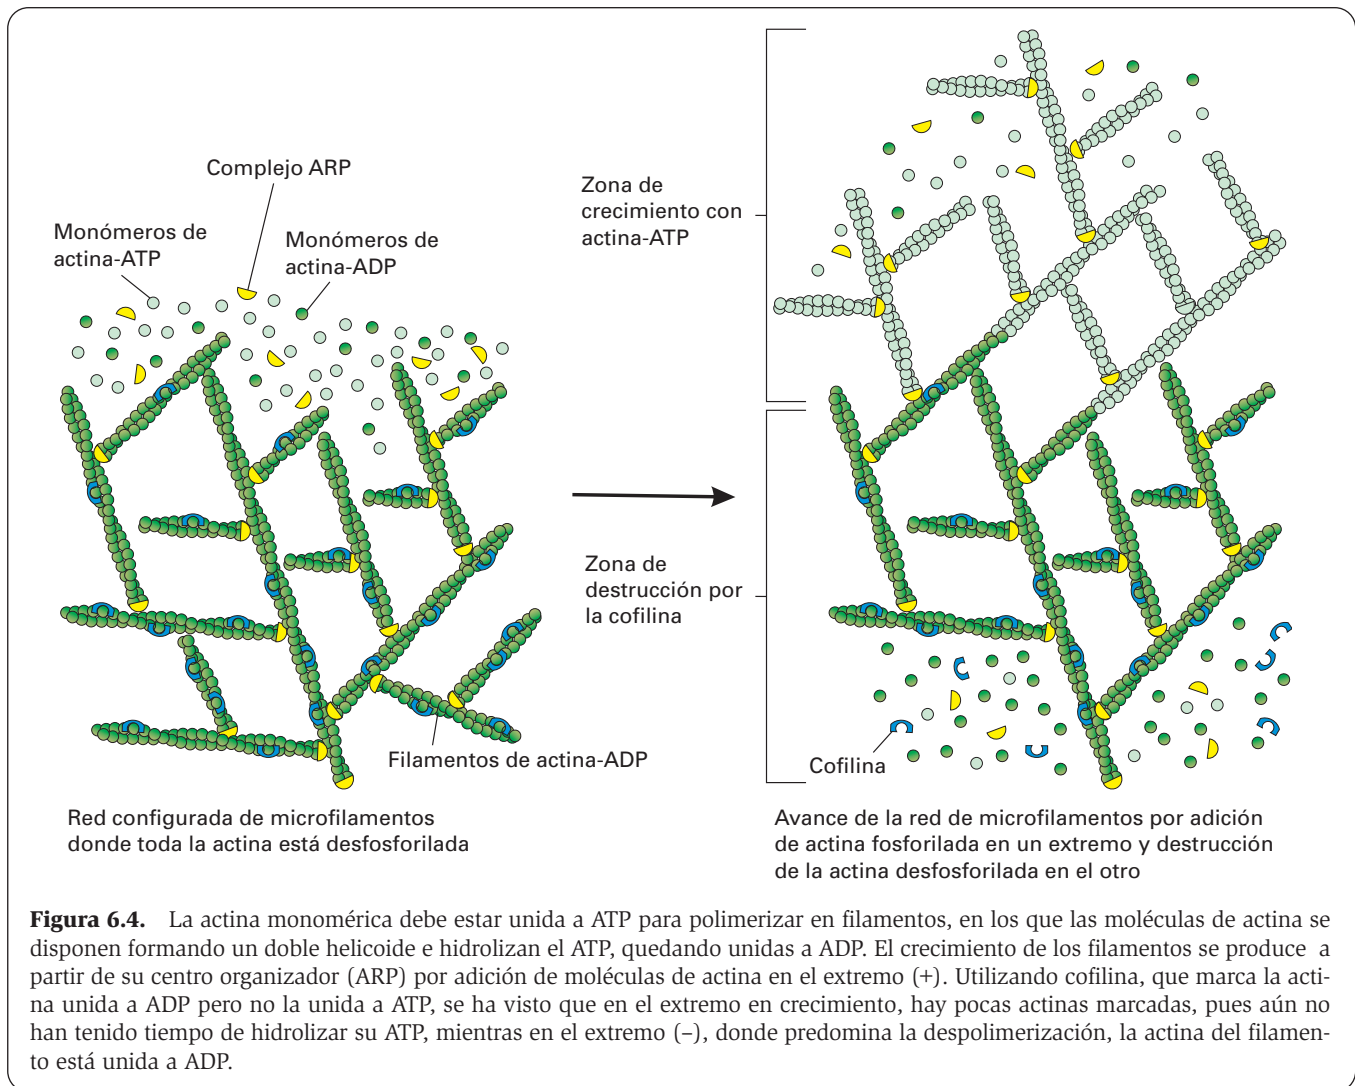 Complejo ARP
Monómeros de
actina-ATP
Monómeros de
actina-ADP
Filamentos de actina-ADP
Red configurada de microfilamentos
donde toda la actina está desfosforilada
Zona de
crecimiento con
actina-ATP
Zona de
destrucción por
la cofilina
Cofilina
Avance de la red de microfilamentos por adición
de actina fosforilada en un extremo y destrucción
de la actina desfosforilada en el otro
Figura 6.4. La actina monomérica debe estar unida a ATP para polimerizar en filamentos, en los que las moléculas de actina se
disponen formando un doble helicoide e hidrolizan el ATP, quedando unidas a ADP. El crecimiento de los filamentos se produce a
partir de su centro organizador (ARP) por adición de moléculas de actina en el extremo (+). Utilizando cofilina, que marca la acti-
na unida a ADP pero no la unida a ATP, se ha visto que en el extremo en crecimiento, hay pocas actinas marcadas, pues aún no
han tenido tiempo de hidrolizar su ATP, mientras en el extremo (–), donde predomina la despolimerización, la actina del filamen-
to está unida a ADP.